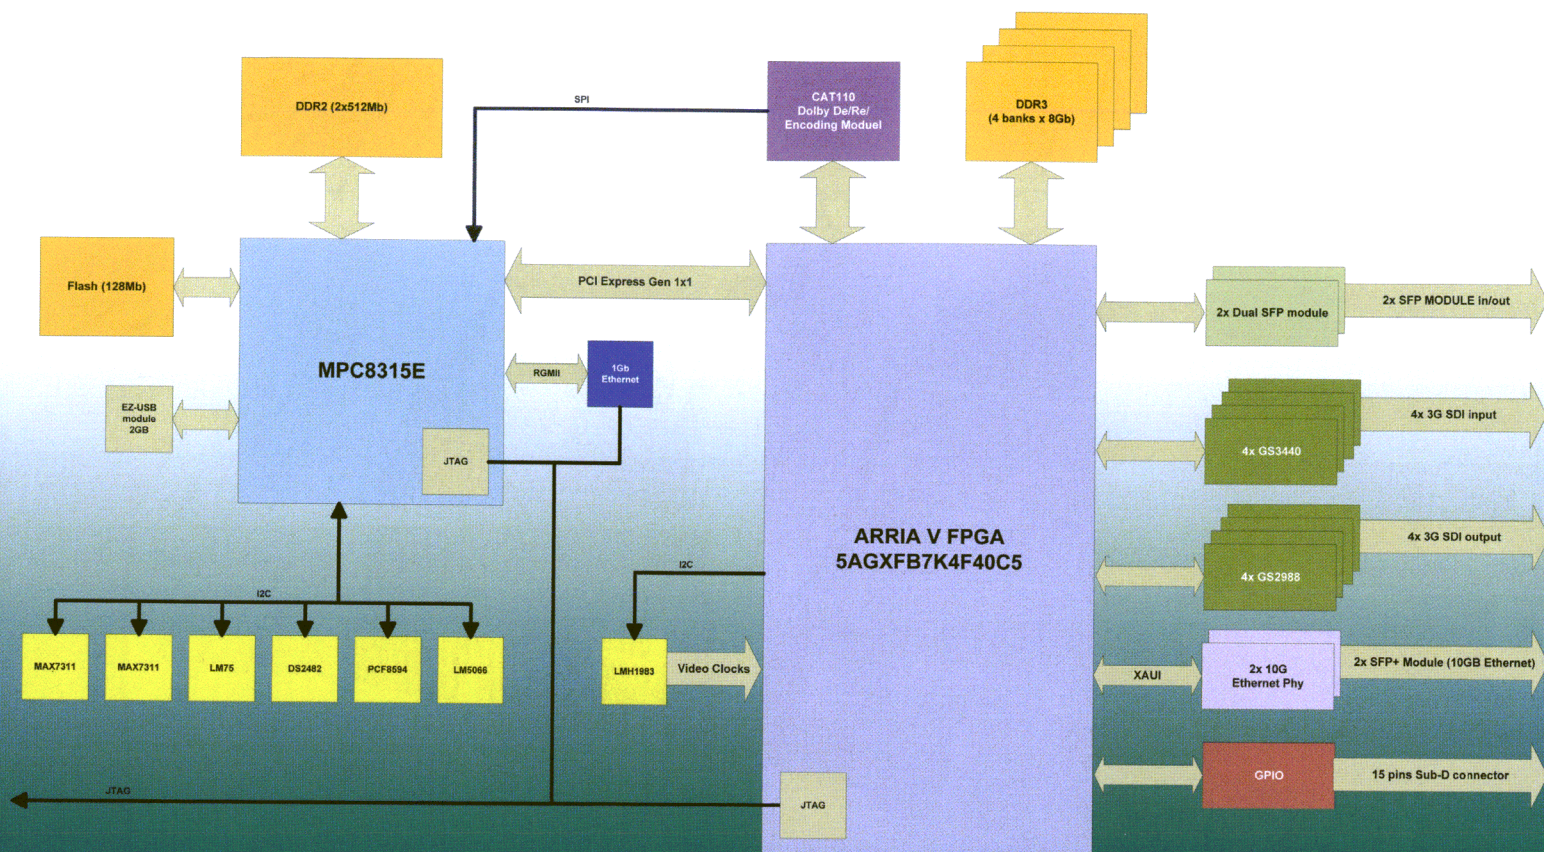 DDR2 (2x512Mb)
SPI
CAT110
Dolby De/Re/
Encoding Moduel
DDR3
(4 banks x 8Gb)
Flash (128Mb)
PCI Express Gen 1x1
2x Dual SFP module
2x SFP MODULE in/out
MPC8315E
RGMII
1Gb
Ethernet
EZ-USB
module
2GB
JTAG
4x GS3440
4x 3G SDI input
ARRIA V FPGA
5AGXFB7K4F40C5
4x GS2988
4x 3G SDI output
I2C
I2C
MAX7311
MAX7311
LM75
DS2482
PCF8594
LM5066
LMH1983
Video Clocks
XAUI
2x 10G
Ethernet Phy
2x SFP+ Module (10GB Ethernet)
GPIO
15 pins Sub-D connector
JTAG
JTAG